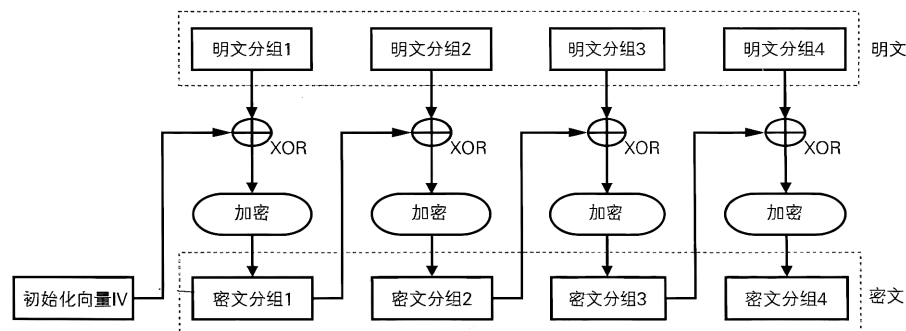 明文分组1 明文分组2 明文分组3 明文分组4 明文
XOR XOR XOR XOR
加密 加密 加密 加密
初始化向量IV 密文分组1 密文分组2 密文分组3 密文分组4 密文